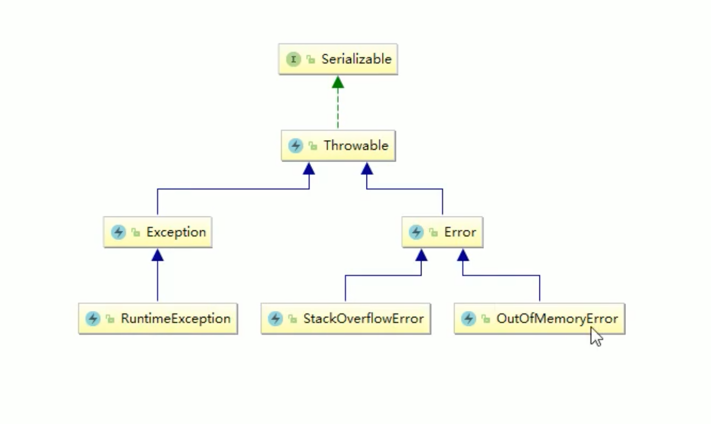 Serializable
Throwable
Exception
Error
RuntimeException
StackOverflowError
OutOfMemoryError